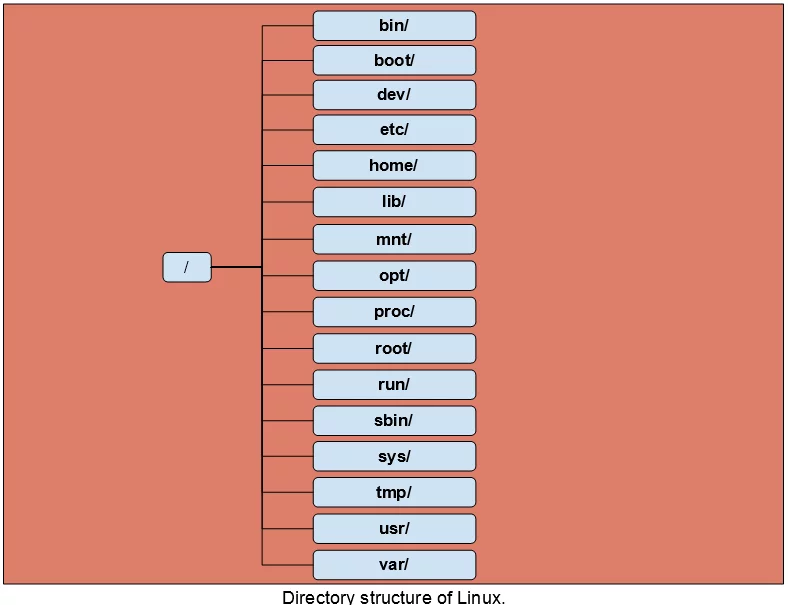 bin/
boot/
dev/
etc/
home/
lib/
mnt/
/
opt/
proc/
root/
run/
sbin/
sys/
tmp/
usr/
var/
Directory structure of Linux.